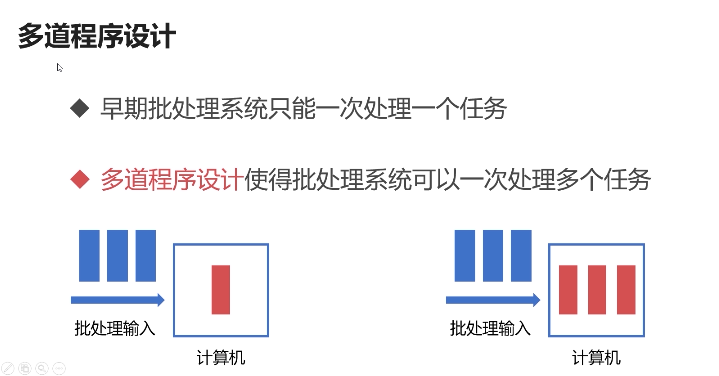 多道程序设计
早期批处理系统只能一次处理一个任务
多道程序设计使得批处理系统可以一次处理多个任务
批处理输入
计算机
批处理输入
计算机